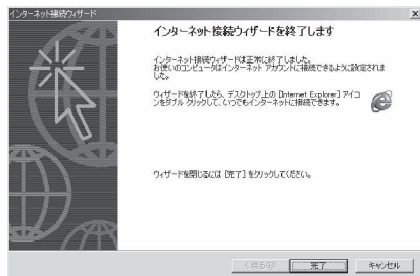 インターネット接続ウィザード
インターネット接続ウィザードを終了します
インターネット接続ウィザードは正常に終了しました。
お使いのコンピュータはインターネット アカウントに接続できるように設定されま
した。
ウィザードを終了したら、デスクトップ上の [Internet Explorer] アイコ
ンをダブル クリックして、いつでもインターネットに接続できます。
ウィザードを閉じるには [完了] をクリックしてください。
< 戻る(B)
完了
キャンセル